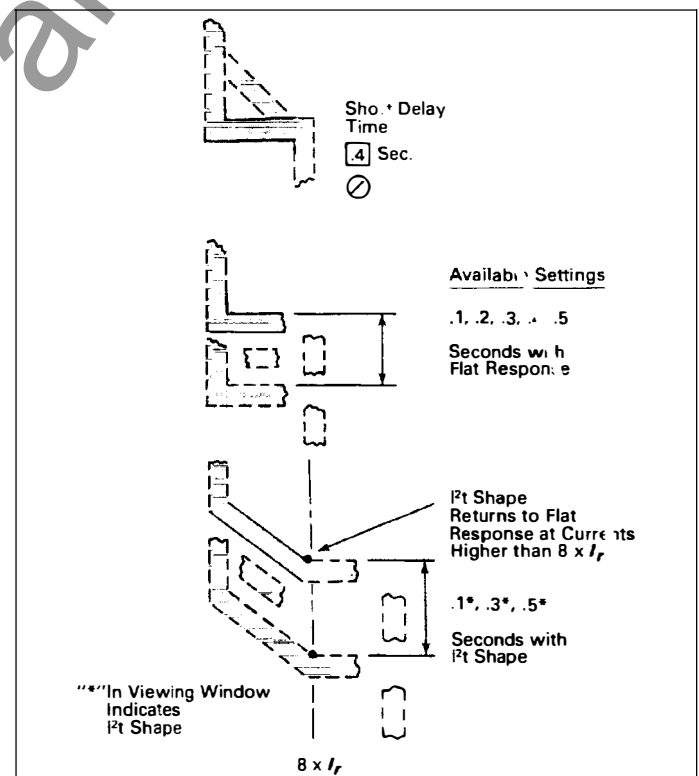 Sho.t Delay
Time
.4 Sec.
Available Settings
.1, .2, .3, .4 .5
Seconds with
Flat Response
I²t Shape
Returns to Flat
Response at Currents
Higher than 8 x Ir
.1*, .3*, .5*
Seconds with
I²t Shape
"*"In Viewing Window
Indicates
I²t Shape
8 x Ir